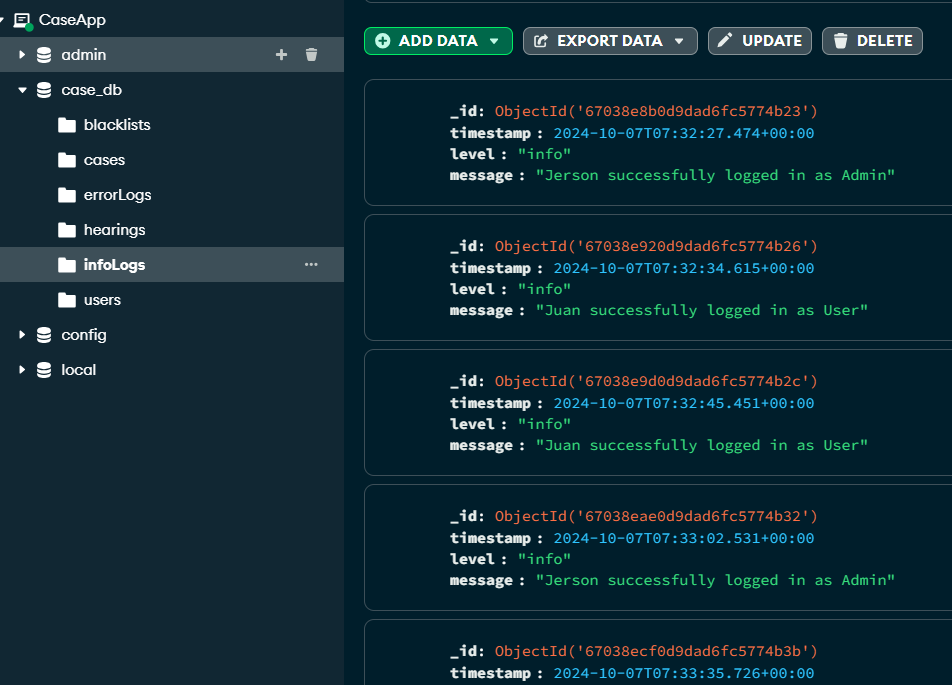 CaseApp
admin
case_db
blacklists
cases
errorLogs
hearings
infoLogs
users
config
local
ADD DATA
EXPORT DATA
UPDATE
DELETE
_id: ObjectId('67038e8b0d9dad6fc5774b23')
timestamp : 2024-10-07T07:32:27.474+00:00
level : "info"
message : "Jerson successfully logged in as Admin"
_id: ObjectId('67038e920d9dad6fc5774b26')
timestamp : 2024-10-07T07:32:34.615+00:00
level : "info"
message : "Juan successfully logged in as User"
_id: ObjectId('67038e9d0d9dad6fc5774b2c')
timestamp : 2024-10-07T07:32:45.451+00:00
level : "info"
message : "Juan successfully logged in as User"
_id: ObjectId('67038eae0d9dad6fc5774b32')
timestamp : 2024-10-07T07:33:02.531+00:00
level : "info"
message : "Jerson successfully logged in as Admin"
_id: ObjectId('67038ecf0d9dad6fc5774b3b')
timestamp : 2024-10-07T07:33:35.726+00:00